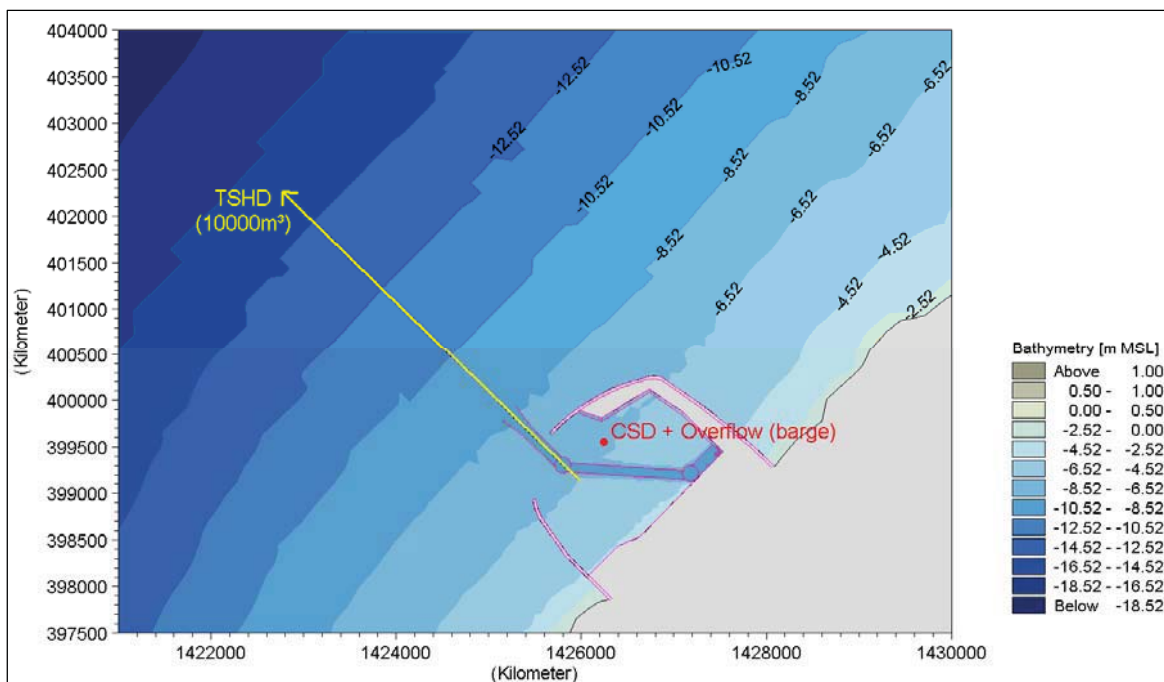 404000
403500
403000
402500
402000
401500
401000
400500
400000
399500
399000
398500
398000
397500
(Kilometer)
1422000
1424000
1426000
1428000
1430000
(Kilometer)
TSHD
(10000m³)
CSD + Overflow (barge)
-12.52
-12.52
-10.52
-10.52
-10.52
-8.52
-8.52
-8.52
-6.52
-6.52
-6.52
-6.52
-4.52
-4.52
-2.52
Bathymetry [m MSL]
Above 1.00
0.50 - 1.00
0.00 - 0.50
-2.52 - 0.00
-4.52 - -2.52
-6.52 - -4.52
-8.52 - -6.52
-10.52 - -8.52
-12.52 - -10.52
-14.52 - -12.52
-16.52 - -14.52
-18.52 - -16.52
Below -18.52